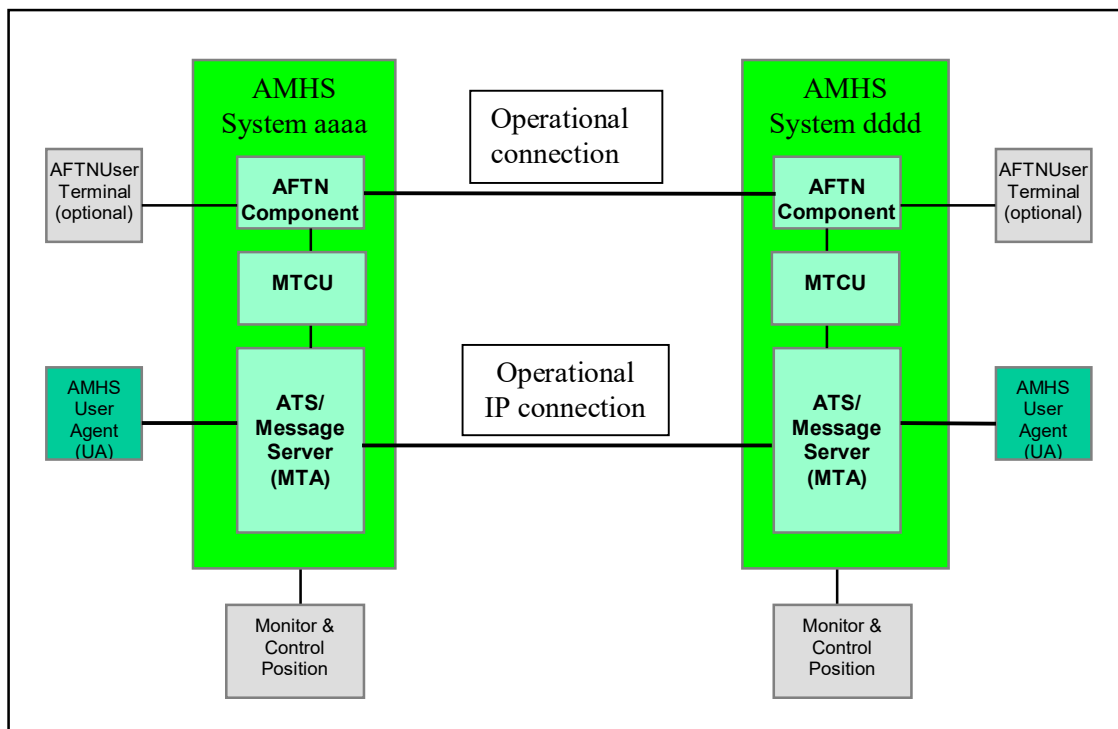 AMHS
System aaaa
AMHS
System dddd
Operational
connection
AFTNUser
Terminal
(optional)
AFTN
Component
AFTN
Component
AFTNUser
Terminal
(optional)
MTCU
MTCU
Operational
IP connection
AMHS
User
Agent
(UA)
ATS/
Message
Server
(MTA)
ATS/
Message
Server
(MTA)
AMHS
User
Agent
(UA)
Monitor &
Control
Position
Monitor &
Control
Position